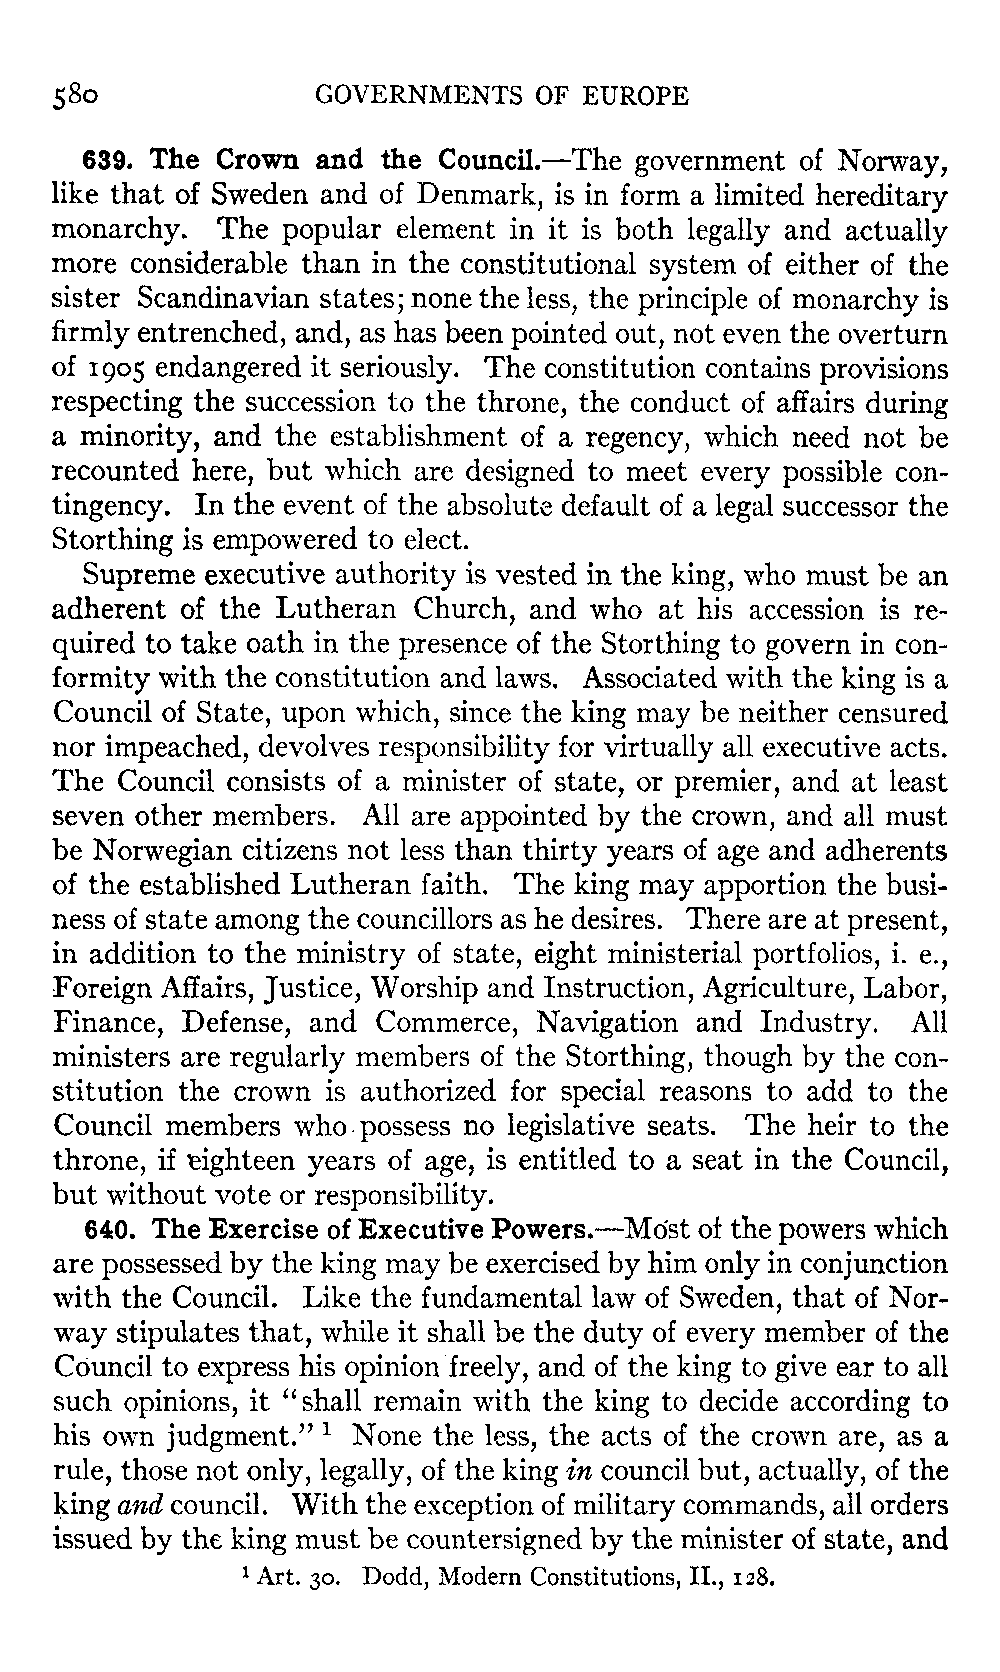 580 GOVERNMENTS OF EUROPE
639. The Crown and the Council.—The government of Norway,
like that of Sweden and of Denmark, is in form a limited hereditary
monarchy. The popular element in it is both legally and actually
more considerable than in the constitutional system of either of the
sister Scandinavian states; none the less, the principle of monarchy is
firmly entrenched, and, as has been pointed out, not even the overturn
of 1905 endangered it seriously. The constitution contains provisions
respecting the succession to the throne, the conduct of affairs during
a minority, and the establishment of a regency, which need not be
recounted here, but which are designed to meet every possible con-
tingency. In the event of the absolute default of a legal successor the
Storthing is empowered to elect.
Supreme executive authority is vested in the king, who must be an
adherent of the Lutheran Church, and who at his accession is re-
quired to take oath in the presence of the Storthing to govern in con-
formity with the constitution and laws. Associated with the king is a
Council of State, upon which, since the king may be neither censured
nor impeached, devolves responsibility for virtually all executive acts.
The Council consists of a minister of state, or premier, and at least
seven other members. All are appointed by the crown, and all must
be Norwegian citizens not less than thirty years of age and adherents
of the established Lutheran faith. The king may apportion the busi-
ness of state among the councillors as he desires. There are at present,
in addition to the ministry of state, eight ministerial portfolios, i. e.,
Foreign Affairs, Justice, Worship and Instruction, Agriculture, Labor,
Finance, Defense, and Commerce, Navigation and Industry. All
ministers are regularly members of the Storthing, though by the con-
stitution the crown is authorized for special reasons to add to the
Council members who possess no legislative seats. The heir to the
throne, if eighteen years of age, is entitled to a seat in the Council,
but without vote or responsibility.
640. The Exercise of Executive Powers.—Most of the powers which
are possessed by the king may be exercised by him only in conjunction
with the Council. Like the fundamental law of Sweden, that of Nor-
way stipulates that, while it shall be the duty of every member of the
Council to express his opinion freely, and of the king to give ear to all
such opinions, it "shall remain with the king to decide according to
his own judgment." 1 None the less, the acts of the crown are, as a
rule, those not only, legally, of the king in council but, actually, of the
king and council. With the exception of military commands, all orders
issued by the king must be countersigned by the minister of state, and
1 Art. 30. Dodd, Modern Constitutions, II., 128.